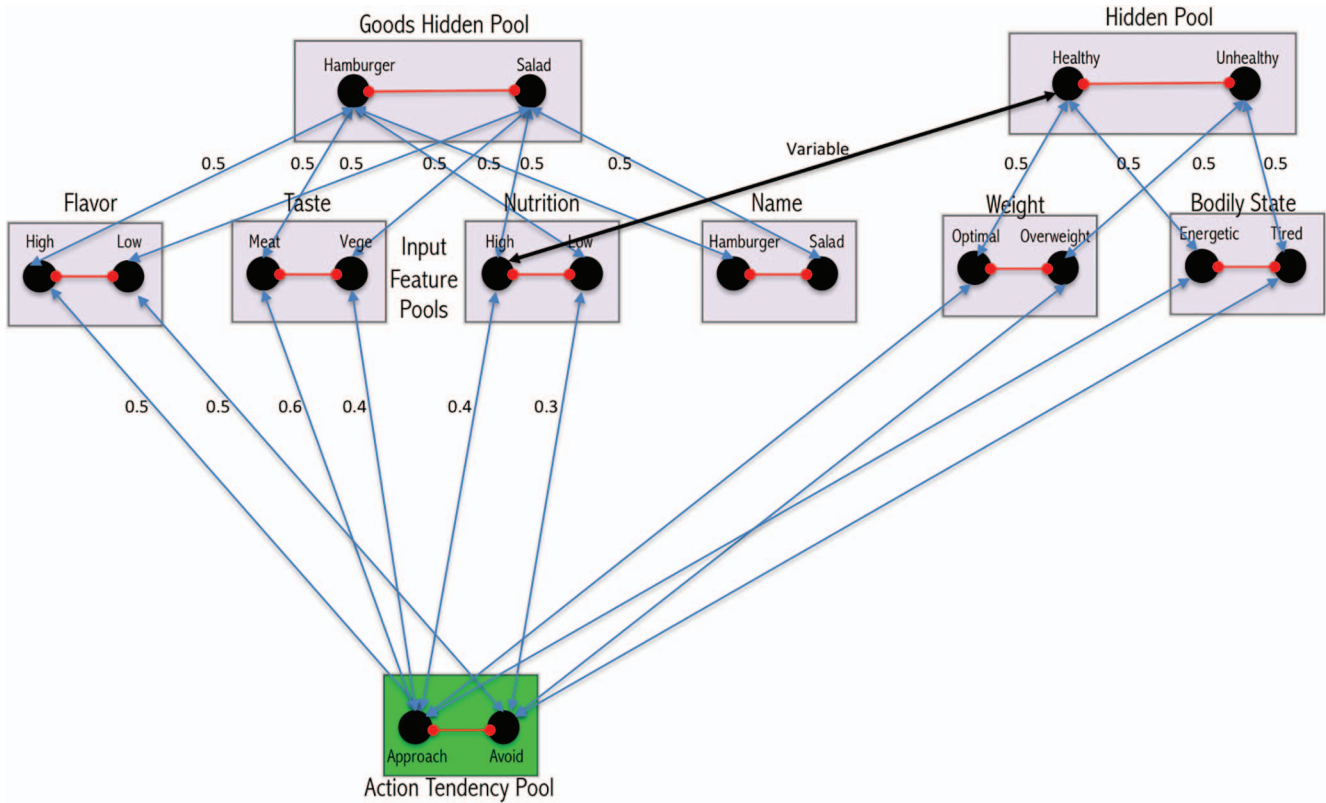 Goods Hidden Pool
Hidden Pool
Hamburger
Salad
Healthy
Unhealthy
Variable
0.5
0.5
0.5
0.5
0.5
0.5
0.5
0.5
0.5
0.5
0.5
Flavor
Taste
Nutrition
Name
Weight
Bodily State
High
Low
Meat
Vege
Input
Feature
Pools
High
Low
Hamburger
Salad
Optimal
Overweight
Energetic
Tired
0.5
0.5
0.6
0.4
0.4
0.3
Approach
Avoid
Action Tendency Pool